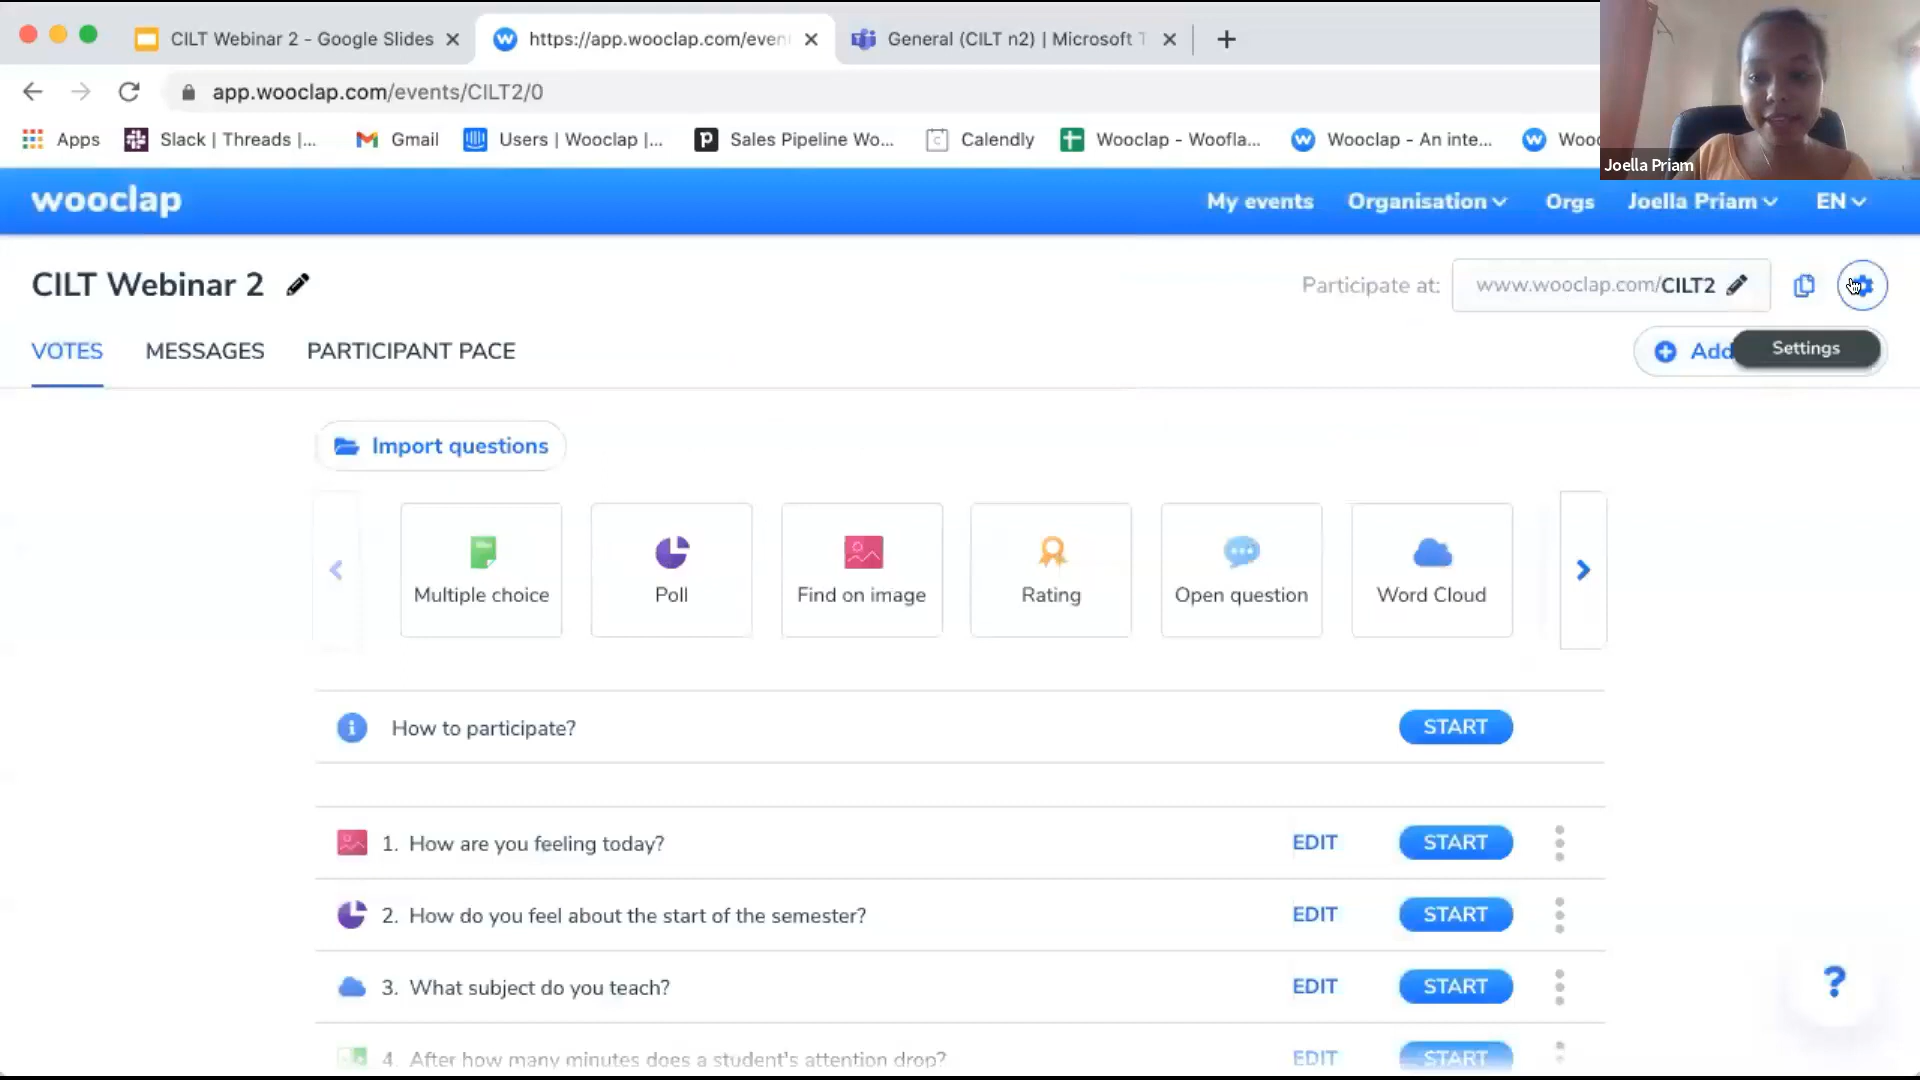 CILT Webinar 2 - Google Slides
https://app.wooclap.com/even
General (CILT n2) | Microsoft T
app.wooclap.com/events/CILT2/0
Apps
Slack | Threads |...
Gmail
Users | Wooclap |...
Sales Pipeline Wo...
Calendly
Wooclap - Woofla...
Wooclap - An inte...
Wooc
Joella Priam
wooclap
My events
Organisation
Orgs
Joella Priam
EN
CILT Webinar 2
Participate at:
www.wooclap.com/CILT2
VOTES
MESSAGES
PARTICIPANT PACE
Add
Settings
Import questions
Multiple choice
Poll
Find on image
Rating
Open question
Word Cloud
How to participate?
START
1. How are you feeling today?
EDIT
START
2. How do you feel about the start of the semester?
EDIT
START
3. What subject do you teach?
EDIT
START
?
4. After how many minutes does a student's attention drop?
EDIT
START